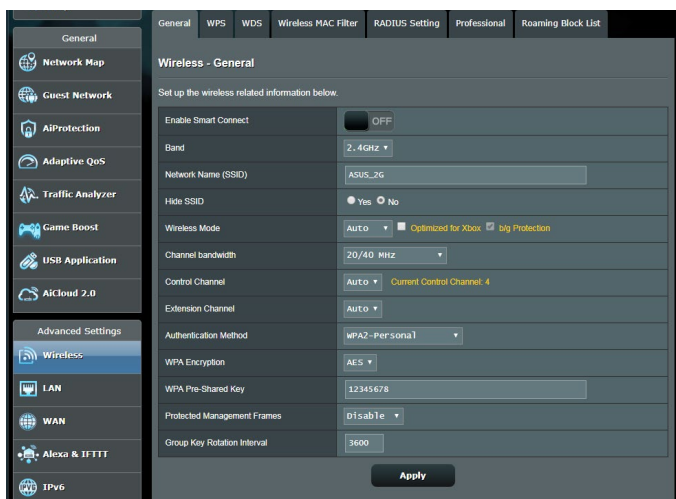 General
Network Map
Guest Network
AiProtection
Adaptive QoS
Traffic Analyzer
Game Boost
USB Application
AiCloud 2.0
Advanced Settings
Wireless
LAN
WAN
Alexa & IFTTT
IPv6
General WPS WDS Wireless MAC Filter RADIUS Setting Professional Roaming Block List
Wireless - General
Set up the wireless related information below.
Enable Smart Connect OFF
Band 2.4GHz
Network Name (SSID) ASUS_2G
Hide SSID Yes No
Wireless Mode Auto Optimized for Xbox b/g Protection
Channel bandwidth 20/40 MHz
Control Channel Auto Current Control Channel: 4
Extension Channel Auto
Authentication Method WPA2-Personal
WPA Encryption AES
WPA Pre-Shared Key 12345678
Protected Management Frames Disable
Group Key Rotation Interval 3600
Apply